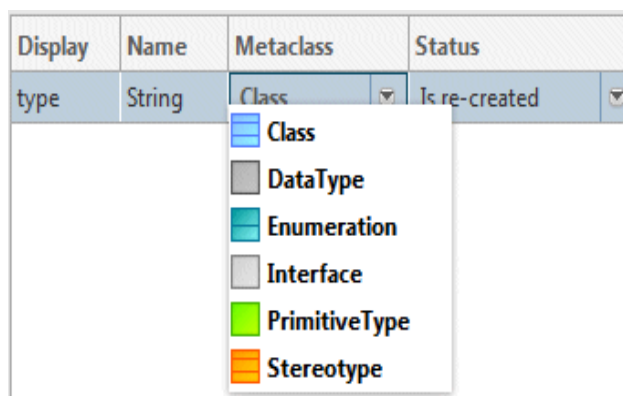 Display Name Metaclass Status
type String Class Is re-created
Class
DataType
Enumeration
Interface
PrimitiveType
Stereotype